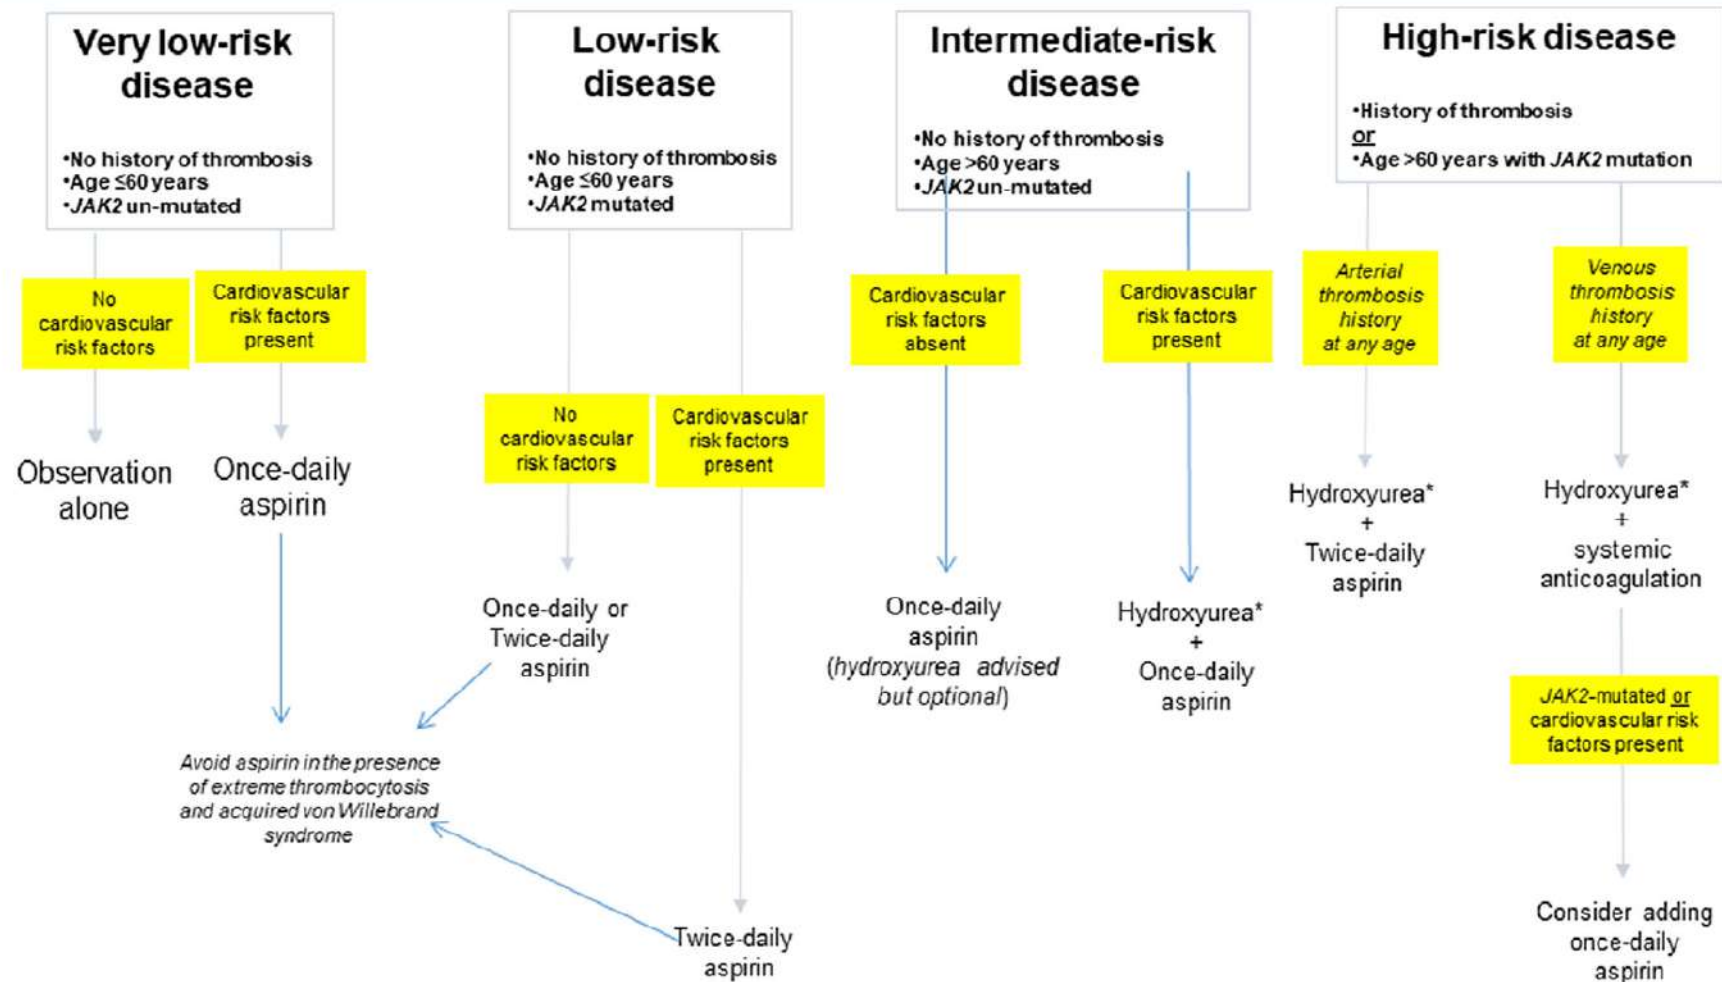 Very low-risk
disease
•No history of thrombosis
•Age ≤60 years
•JAK2 un-mutated
No
cardiovascular
risk factors
Cardiovascular
risk factors
present
Observation
alone
Once-daily
aspirin
Low-risk
disease
•No history of thrombosis
•Age ≤60 years
•JAK2 mutated
No
cardiovascular
risk factors
Cardiovascular
risk factors
present
Once-daily or
Twice-daily
aspirin
Twice-daily
aspirin
Avoid aspirin in the presence
of extreme thrombocytosis
and acquired von Willebrand
syndrome
Intermediate-risk
disease
•No history of thrombosis
•Age >60 years
•JAK2 un-mutated
Cardiovascular
risk factors
absent
Cardiovascular
risk factors
present
Once-daily
aspirin
(hydroxyurea advised
but optional)
Hydroxyurea*
+
Once-daily
aspirin
High-risk disease
•History of thrombosis
or
•Age >60 years with JAK2 mutation
Arterial
thrombosis
history
at any age
Venous
thrombosis
history
at any age
Hydroxyurea*
+
Twice-daily
aspirin
Hydroxyurea*
+
systemic
anticoagulation
JAK2-mutated or
cardiovascular risk
factors present
Consider adding
once-daily
aspirin